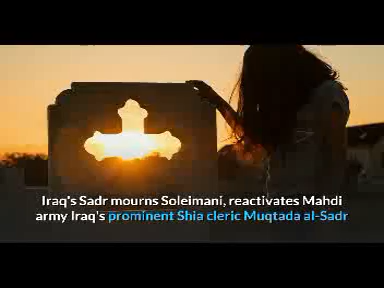 Iraq's Sadr mourns Soleimani, reactivates Mahdi
army Iraq's prominent Shia cleric Muqtada al-Sadr